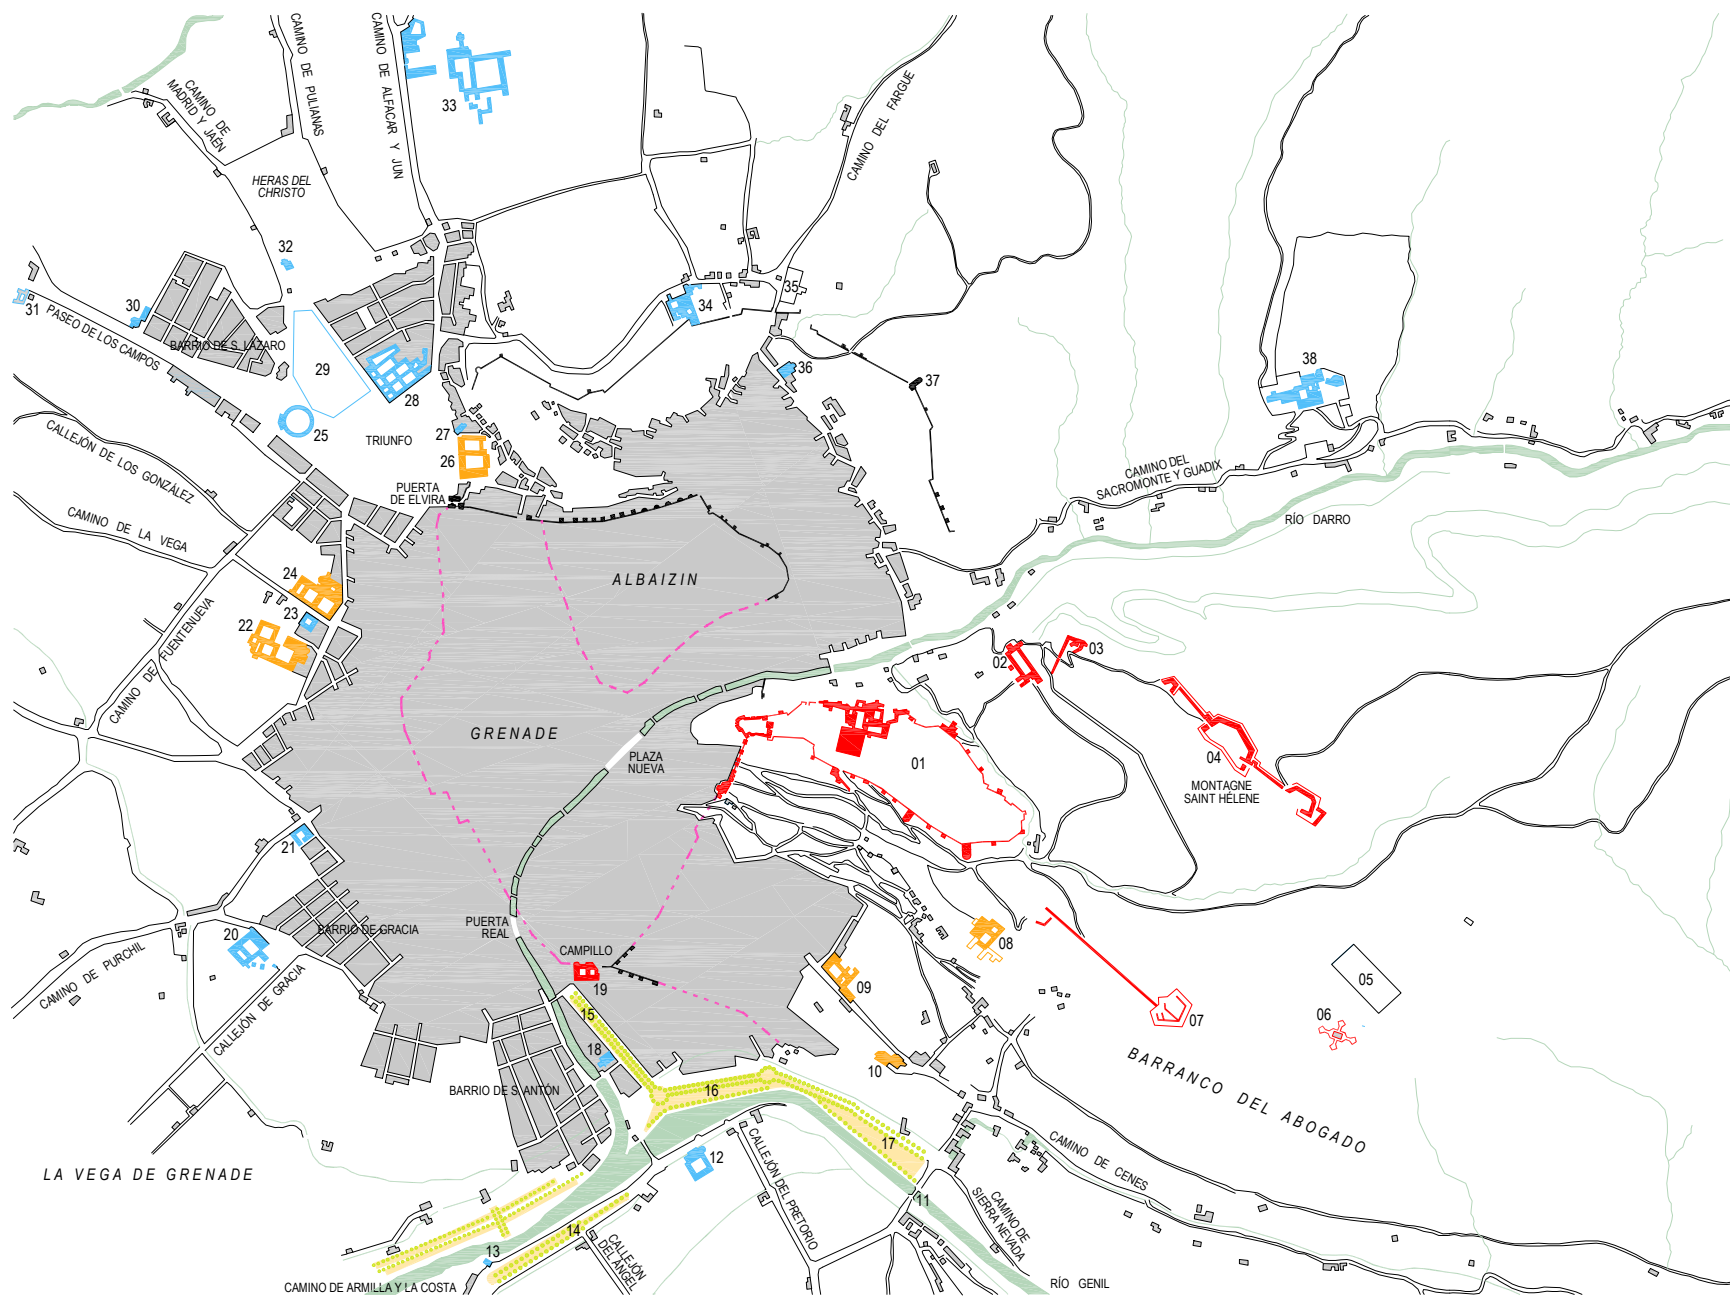 CAMINO DE
MADRID Y JAÉN
CAMINO DE PULIANAS
CAMINO DE ALFACAR Y JUN
33
CAMINO DEL FARGUE
HERAS DEL
CHRISTO
32
31
30
PASEO DE LOS CAMPOS
BARRIO DE S. LÁZARO
29
28
34
35
36
37
38
25
TRIUNFO
27
26
CALLEJÓN DE LOS GONZÁLEZ
PUERTA
DE ELVIRA
CAMINO DEL
SACROMONTE Y GUADIX
RÍO DARRO
CAMINO DE LA VEGA
24
23
22
CAMINO DE FUENTENUEVA
ALBAIZIN
02
03
GRENADE
PLAZA
NUEVA
01
04
MONTAGNE
SAINT HÉLENE
21
20
BARRIO DE GRACIA
PUERTA
REAL
CAMPILLO
19
08
09
05
06
07
CAMINO DE PURCHIL
CALLEJÓN DE GRACIA
15
18
10
BARRANCO DEL ABOGADO
BARRIO DE S. ANTÓN
16
17
CAMINO DE CENES
12
11
LA VEGA DE GRENADE
CALLEJÓN DEL PRETORIO
CAMINO DE
SIERRA NEVADA
14
13
CALLEJÓN
DEL ANGEL
CAMINO DE ARMILLA Y LA COSTA
RÍO GENIL